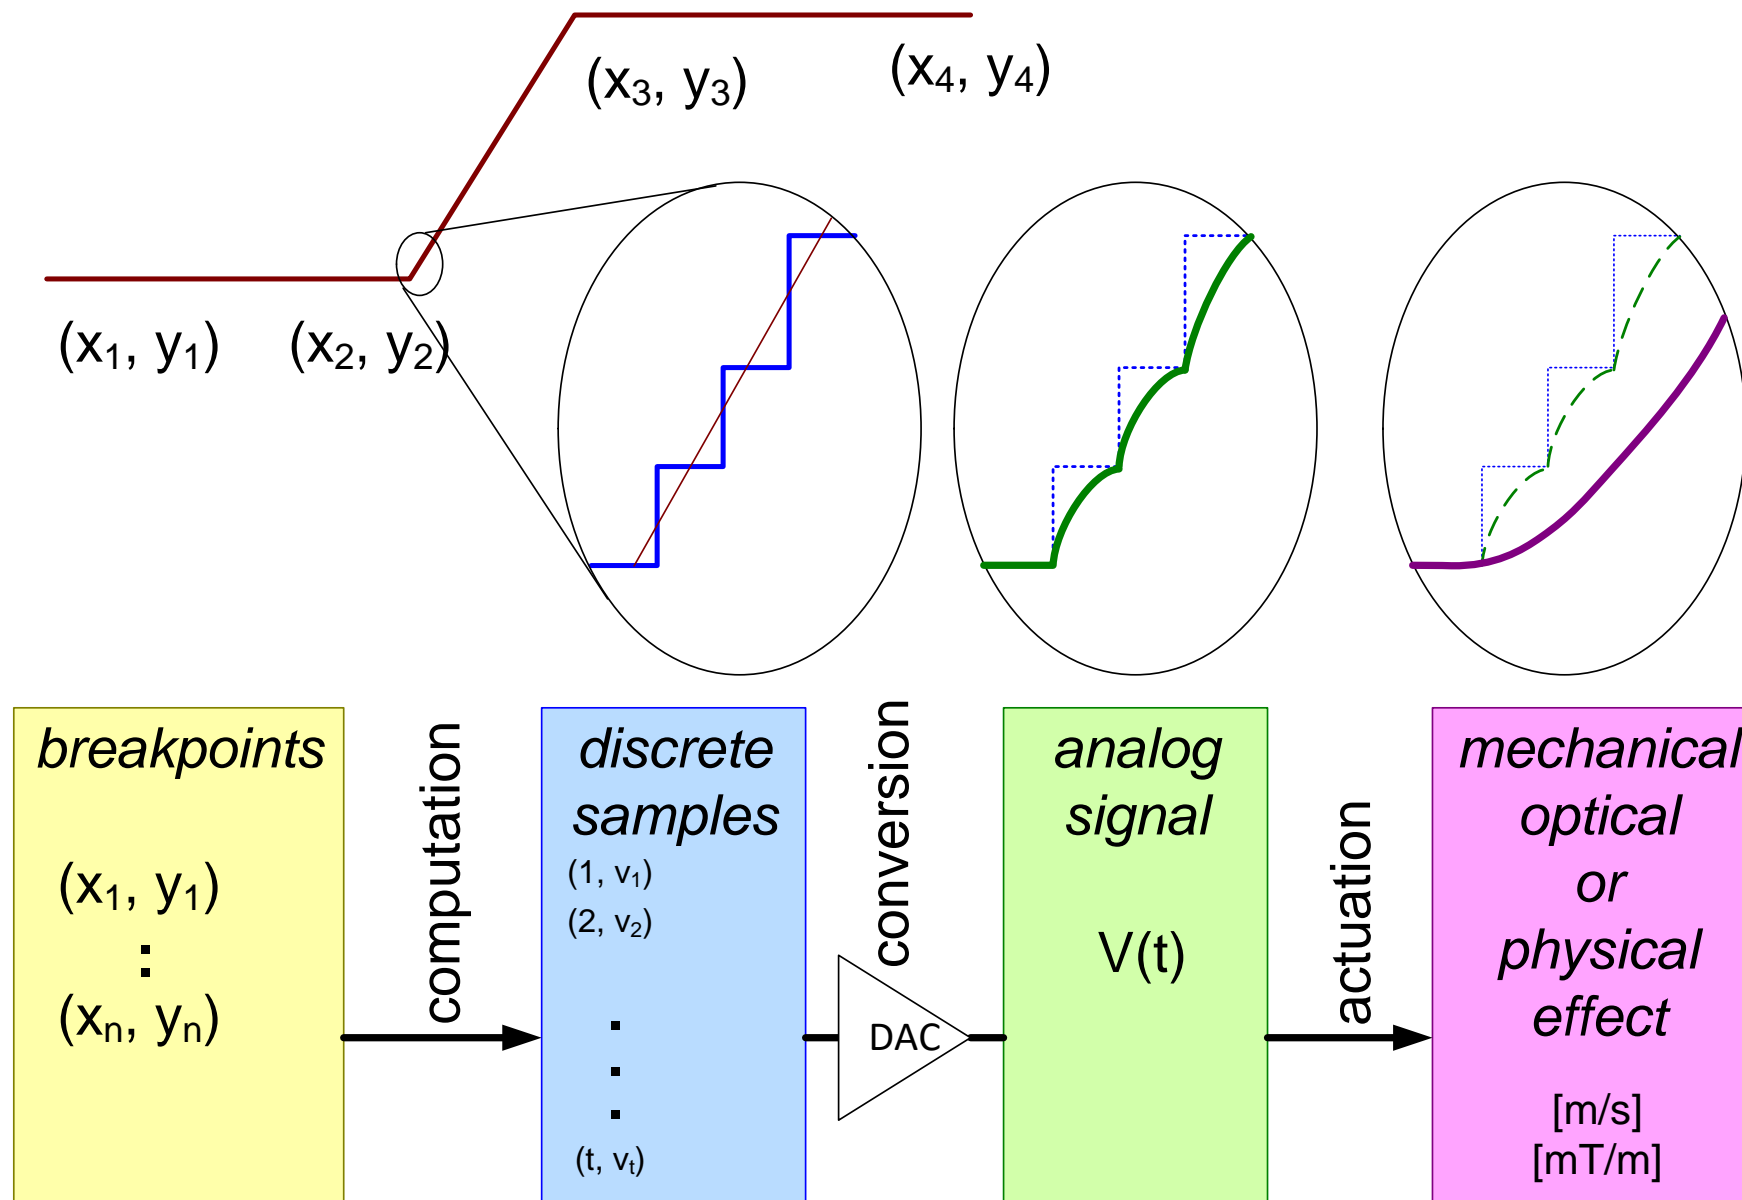 (x₃, y₃)
(x₄, y₄)
(x₁, y₁)
(x₂, y₂)
breakpoints
(x₁, y₁)
:
(xₙ, yₙ)
computation
discrete
samples
(1, v₁)
(2, v₂)
.
.
.
(t, vₜ)
conversion
DAC
analog
signal
V(t)
actuation
mechanical
optical
or
physical
effect
[m/s]
[mT/m]